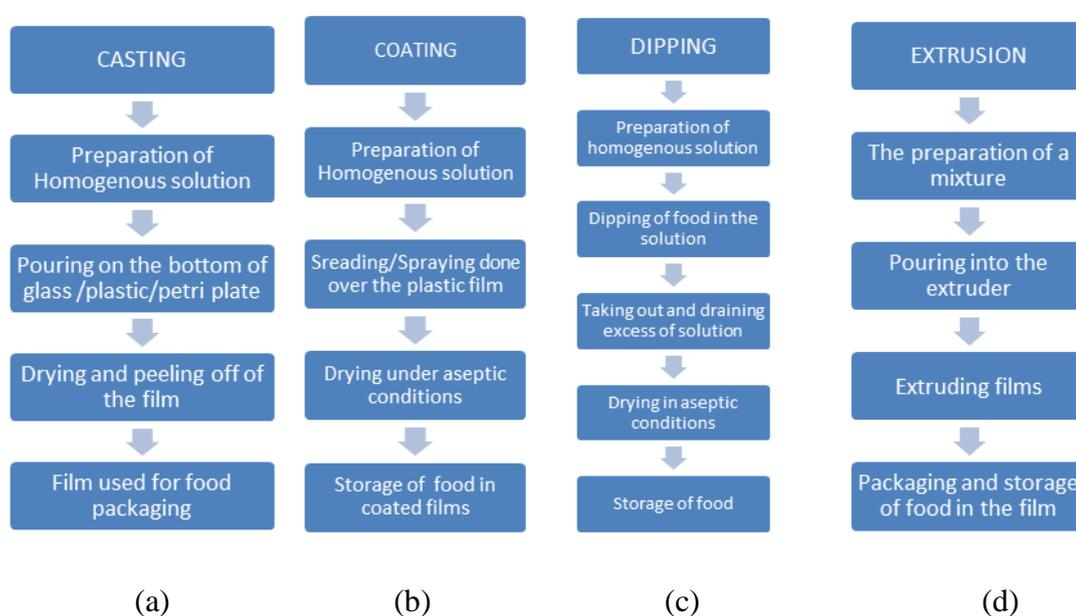 CASTING
Preparation of
Homogenous solution
Pouring on the bottom of
glass /plastic/petri plate
Drying and peeling off of
the film
Film used for food
packaging
(a)
COATING
Preparation of
Homogenous solution
Sreading/Spraying done
over the plastic film
Drying under aseptic
conditions
Storage of food in
coated films
(b)
DIPPING
Preparation of
homogenous solution
Dipping of food in the
solution
Taking out and draining
excess of solution
Drying in aseptic
conditions
Storage of food
(c)
EXTRUSION
The preparation of a
mixture
Pouring into the
extruder
Extruding films
Packaging and storage
of food in the film
(d)